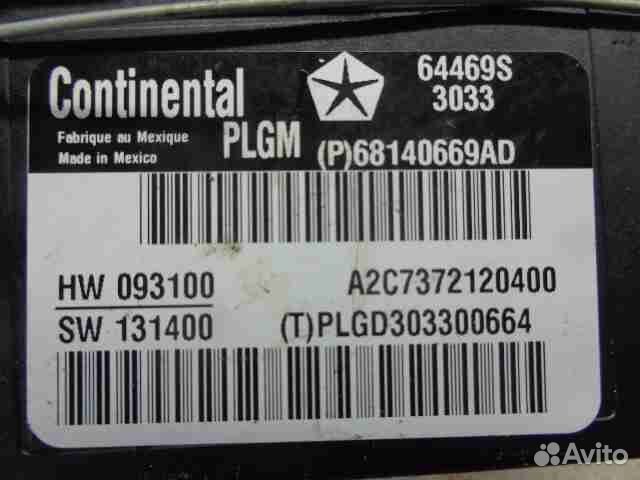 Continental
64469S
3033
Fabrique au Mexique
Made in Mexico
PLGM
(P)68140669AD
HW 093100
A2C7372120400
SW 131400
(T)PLGD303300664
Avito